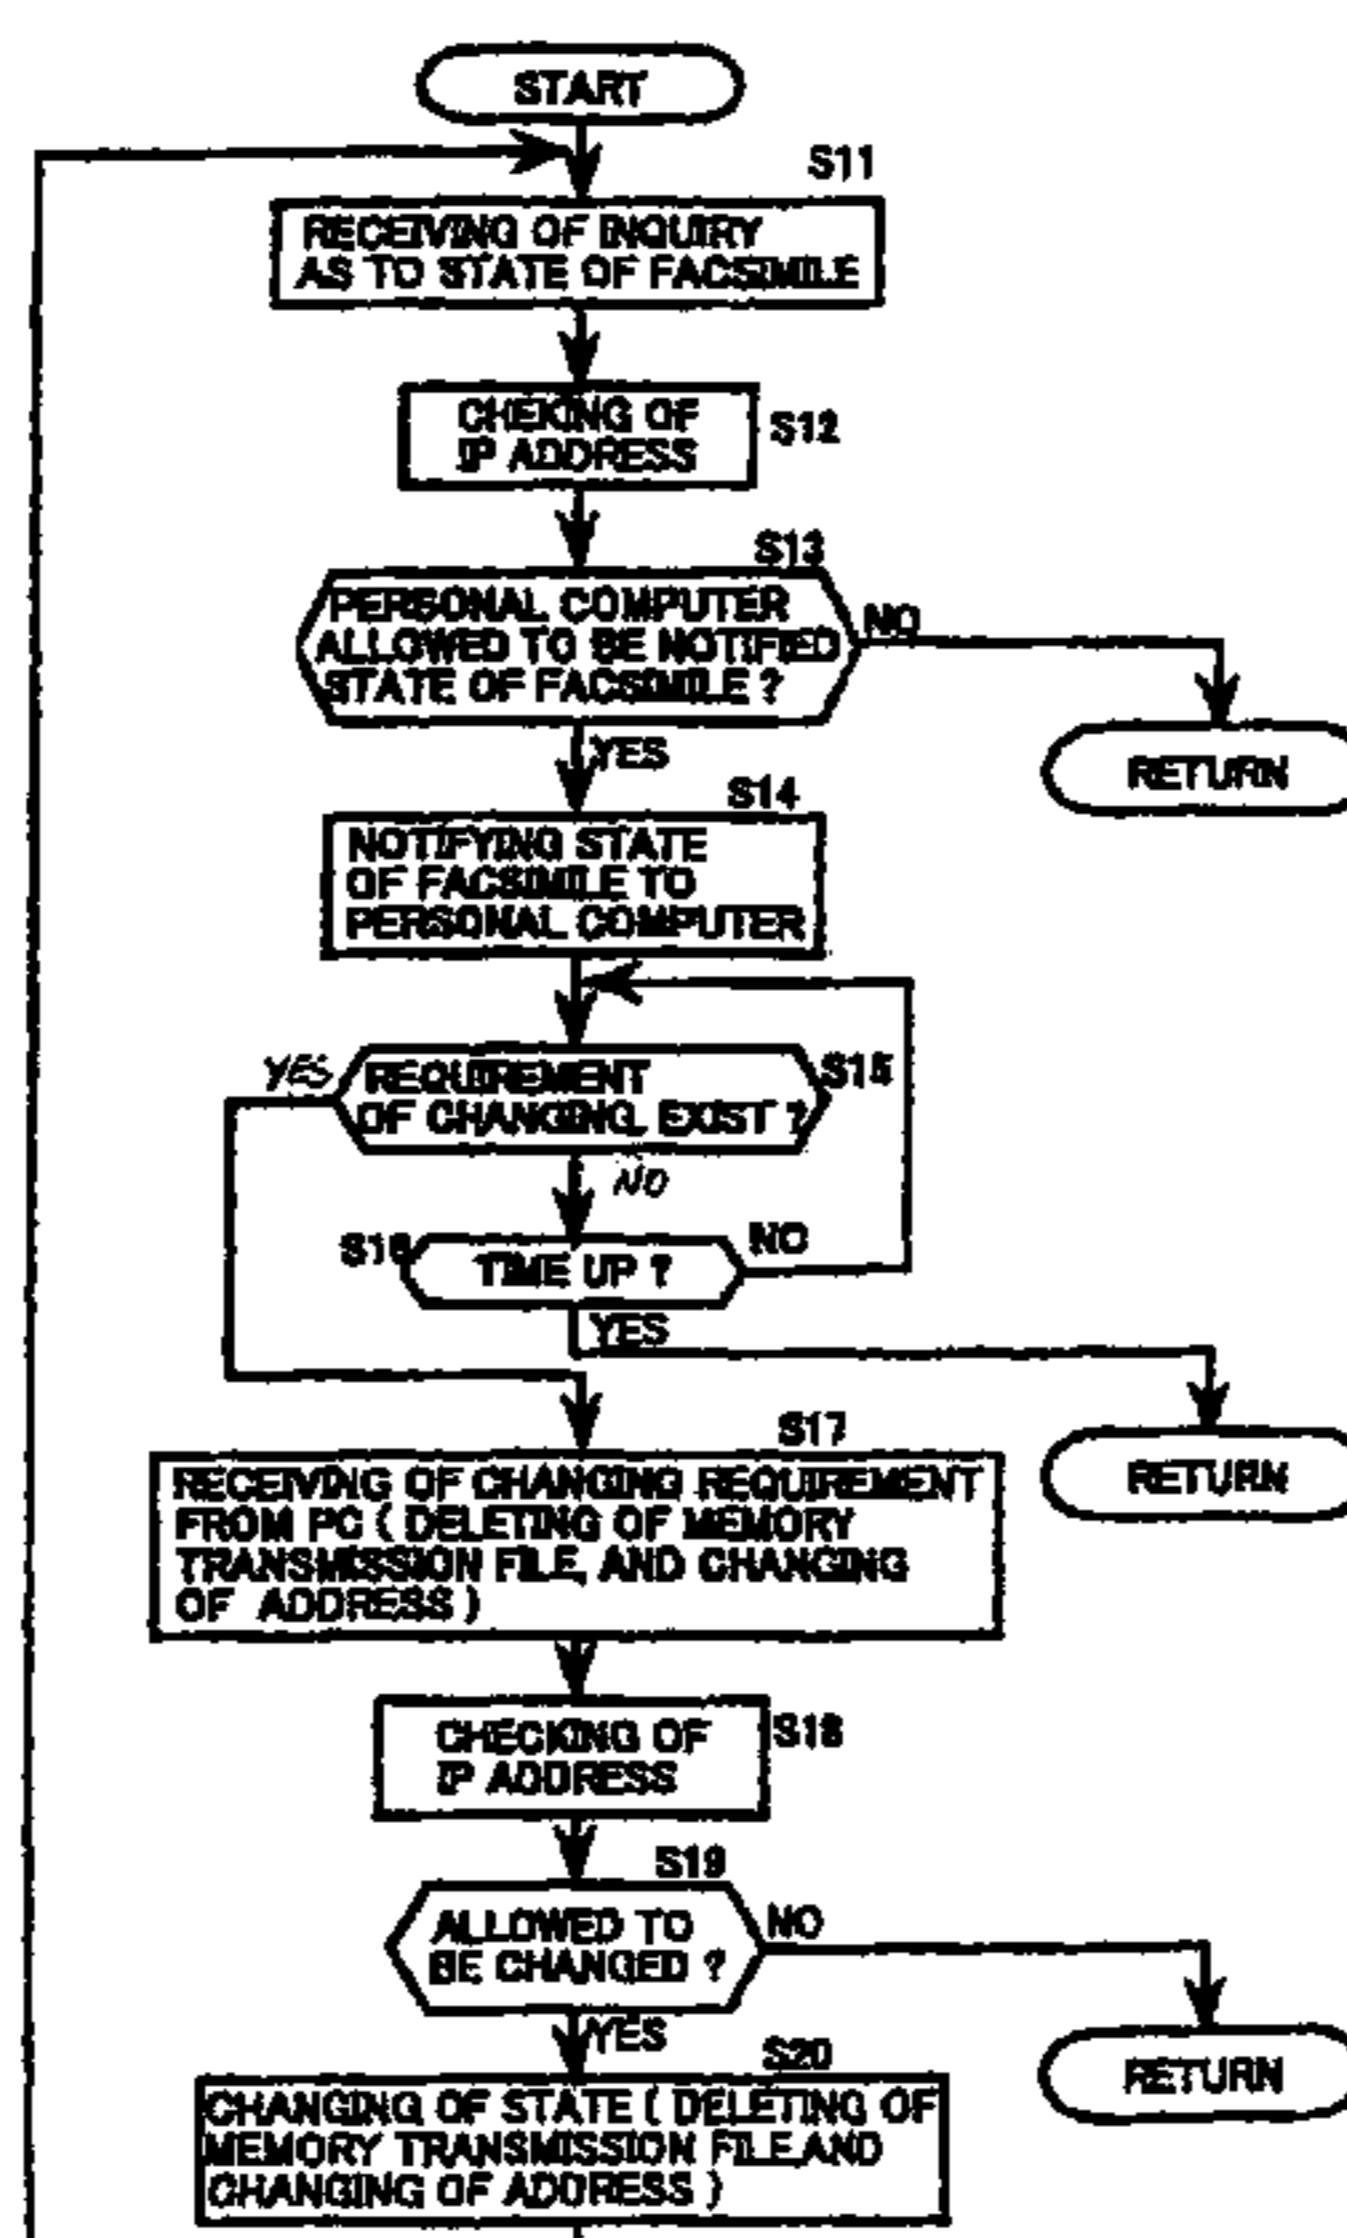 START
S11
RECEIVING OF INQUIRY
AS TO STATE OF FACSIMILE
CHEKING OF
IP ADDRESS
S12
S13
PERSONAL COMPUTER
ALLOWED TO BE NOTIFIED
STATE OF FACSIMILE ?
NO
RETURN
YES
S14
NOTIFYING STATE
OF FACSIMILE TO
PERSONAL COMPUTER
YES
REQUIREMENT
OF CHANGING, EXIST ?
S15
NO
S16
TIME UP ?
NO
YES
RETURN
S17
RECEIVING OF CHANGING REQUIREMENT
FROM PC ( DELETING OF MEMORY
TRANSMISSION FILE, AND CHANGING
OF ADDRESS )
CHECKING OF
IP ADDRESS
S18
S19
ALLOWED TO
BE CHANGED ?
NO
RETURN
YES
S20
CHANGING OF STATE ( DELETING OF
MEMORY TRANSMISSION FILE, AND
CHANGING OF ADDRESS )